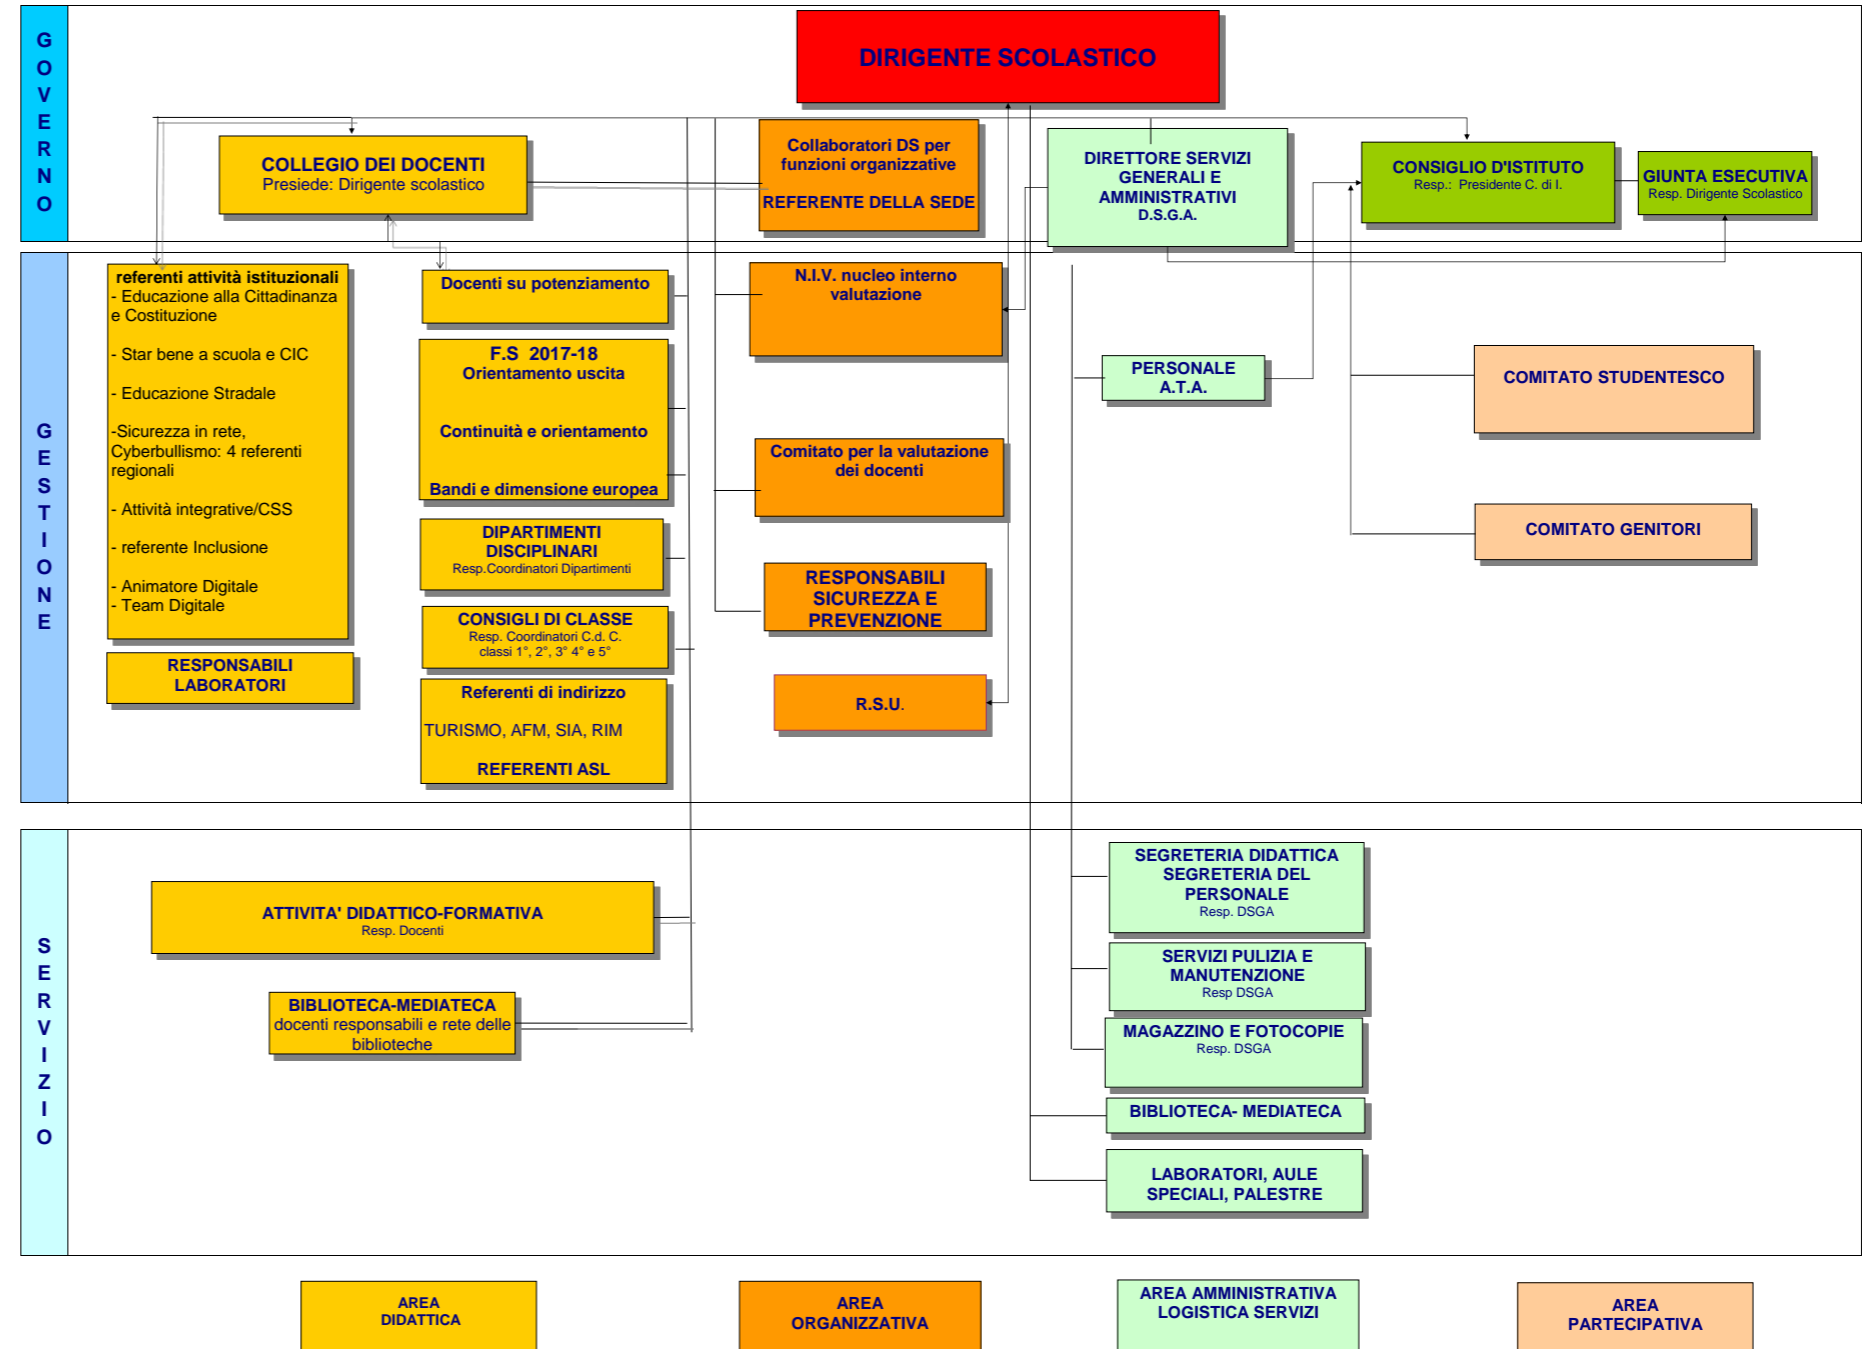 GOVERNO
DIRIGENTE SCOLASTICO
COLLEGIO DEI DOCENTI
Presiede: Dirigente scolastico
Collaboratori DS per
funzioni organizzative
REFERENTE DELLA SEDE
DIRETTORE SERVIZI
GENERALI E
AMMINISTRATIVI
D.S.G.A.
CONSIGLIO D'ISTITUTO
Resp.: Presidente C. di I.
GIUNTA ESECUTIVA
Resp. Dirigente Scolastico
GESTIONE
referenti attività istituzionali
- Educazione alla Cittadinanza
e Costituzione
- Star bene a scuola e CIC
- Educazione Stradale
-Sicurezza in rete,
Cyberbullismo: 4 referenti
regionali
- Attività integrative/CSS
- referente Inclusione
- Animatore Digitale
- Team Digitale
RESPONSABILI
LABORATORI
Docenti su potenziamento
F.S 2017-18
Orientamento uscita
Continuità e orientamento
Bandi e dimensione europea
DIPARTIMENTI
DISCIPLINARI
Resp.Coordinatori Dipartimenti
CONSIGLI DI CLASSE
Resp. Coordinatori C.d. C.
classi 1°, 2°, 3° 4° e 5°
Referenti di indirizzo
TURISMO, AFM, SIA, RIM
REFERENTI ASL
N.I.V. nucleo interno
valutazione
Comitato per la valutazione
dei docenti
RESPONSABILI
SICUREZZA E
PREVENZIONE
R.S.U.
PERSONALE
A.T.A.
COMITATO STUDENTESCO
COMITATO GENITORI
SERVIZIO
ATTIVITA' DIDATTICO-FORMATIVA
Resp. Docenti
BIBLIOTECA-MEDIATECA
docenti responsabili e rete delle
biblioteche
SEGRETERIA DIDATTICA
SEGRETERIA DEL
PERSONALE
Resp. DSGA
SERVIZI PULIZIA E
MANUTENZIONE
Resp DSGA
MAGAZZINO E FOTOCOPIE
Resp. DSGA
BIBLIOTECA- MEDIATECA
LABORATORI, AULE
SPECIALI, PALESTRE
AREA
DIDATTICA
AREA
ORGANIZZATIVA
AREA AMMINISTRATIVA
LOGISTICA SERVIZI
AREA
PARTECIPATIVA